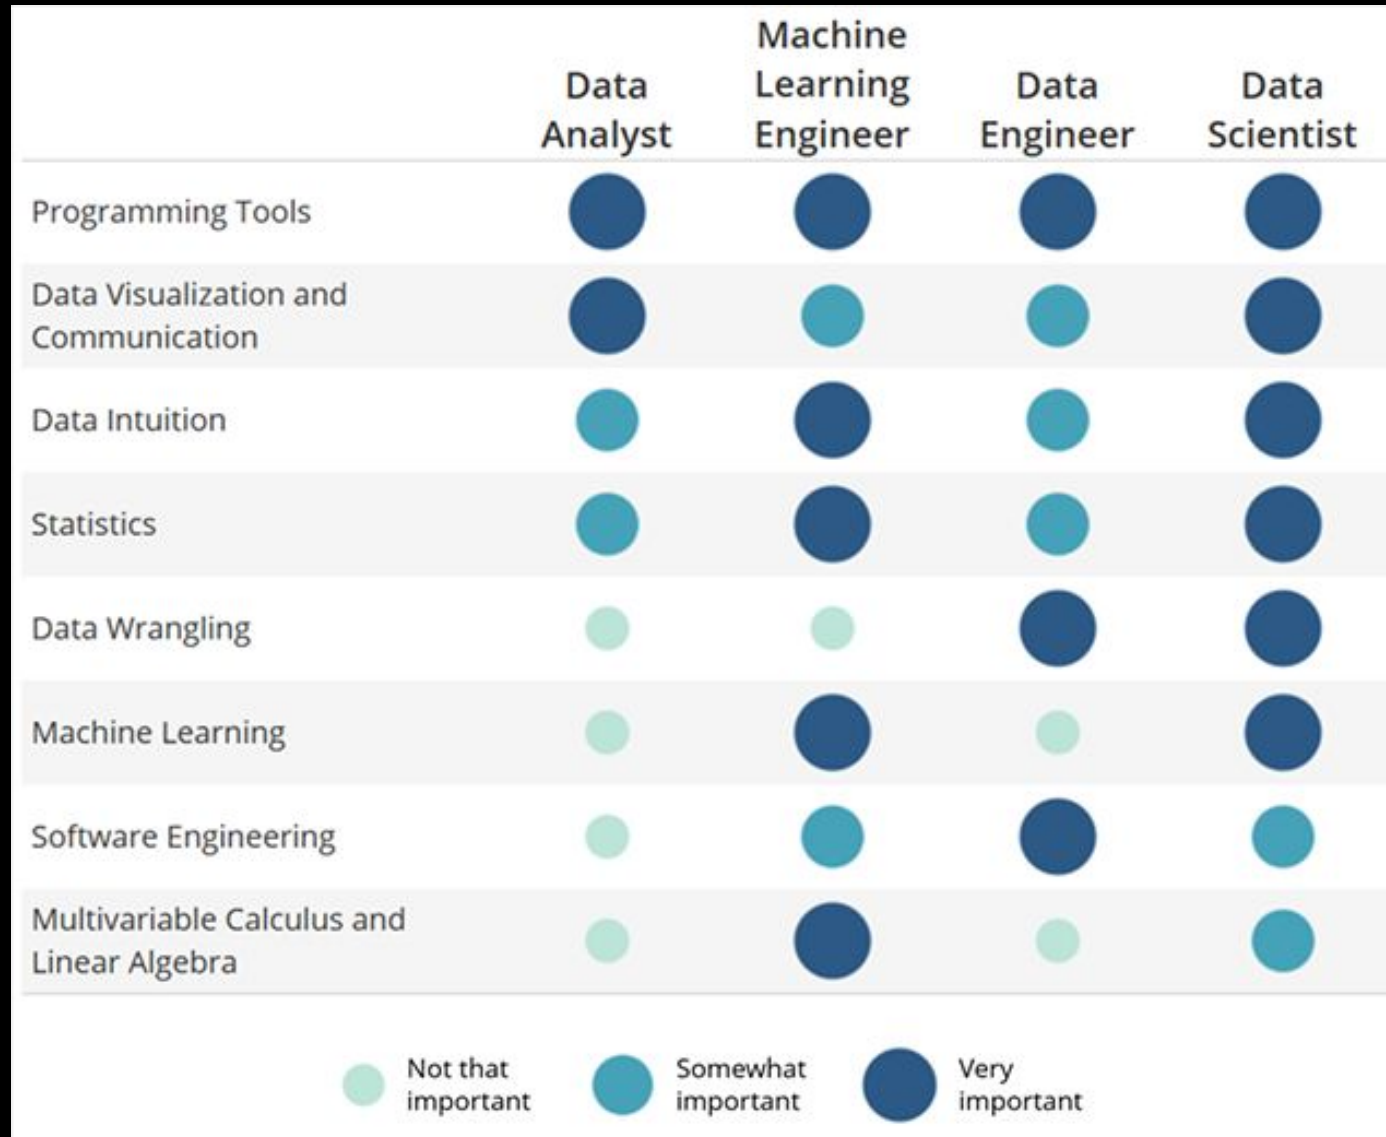 Data Analyst
Machine Learning Engineer
Data Engineer
Data Scientist
Programming Tools
Data Visualization and
Communication
Data Intuition
Statistics
Data Wrangling
Machine Learning
Software Engineering
Multivariable Calculus and
Linear Algebra
Not that
important
Somewhat
important
Very
important